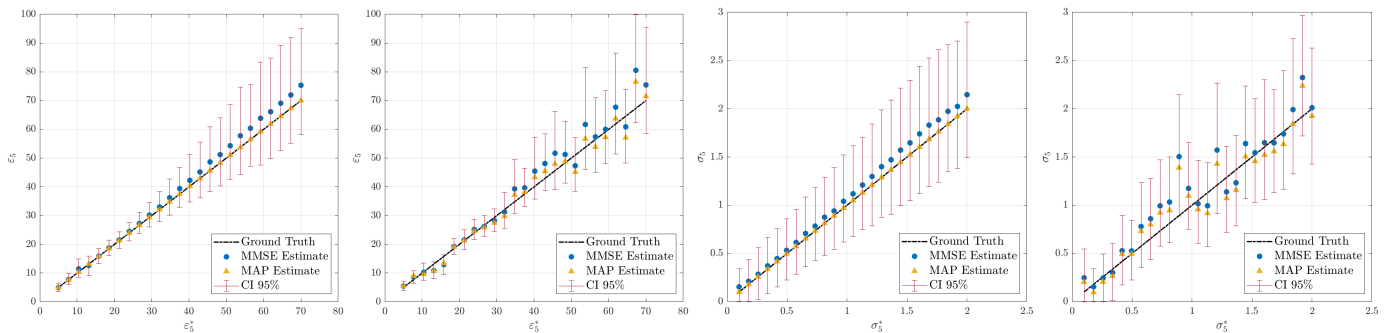 100
90
80
70
60
50
40
30
20
10
0
ε₅
0 10 20 30 40 50 60 70 80
ε₅*
Ground Truth
MMSE Estimate
MAP Estimate
CI 95%
100
90
80
70
60
50
40
30
20
10
0
ε₅
0 10 20 30 40 50 60 70 80
ε₅*
Ground Truth
MMSE Estimate
MAP Estimate
CI 95%
3
2.5
2
1.5
1
0.5
0
σ₅
0 0.5 1 1.5 2 2.5
σ₅*
Ground Truth
MMSE Estimate
MAP Estimate
CI 95%
3
2.5
2
1.5
1
0.5
0
σ₅
0 0.5 1 1.5 2 2.5
σ₅*
Ground Truth
MMSE Estimate
MAP Estimate
CI 95%